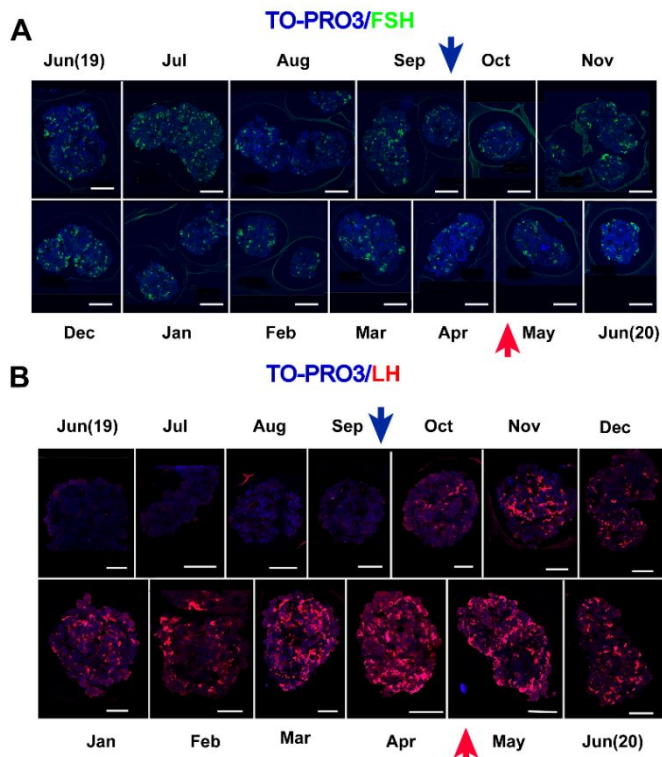 A
TO-PRO3/FSH
Jun(19) Jul Aug Sep Oct Nov
Dec Jan Feb Mar Apr May Jun(20)
B
TO-PRO3/LH
Jun(19) Jul Aug Sep Oct Nov Dec
Jan Feb Mar Apr May Jun(20)